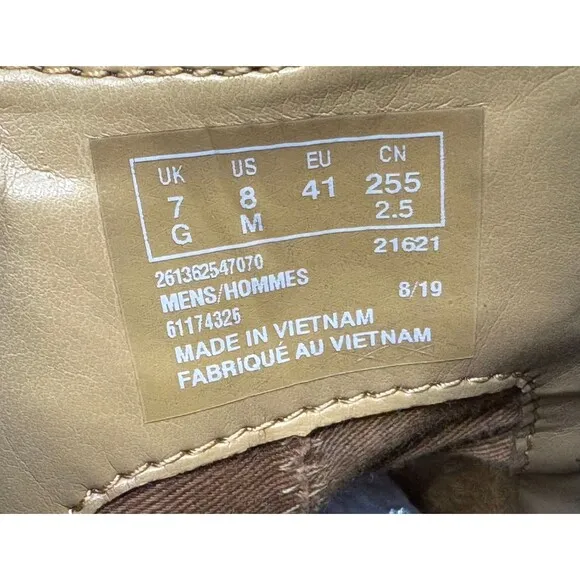 UK US EU CN
7 8 41 255
G M 2.5
261362547070 21621
MENS/HOMMES 8/19
61174325
MADE IN VIETNAM
FABRIQUÉ AU VIETNAM